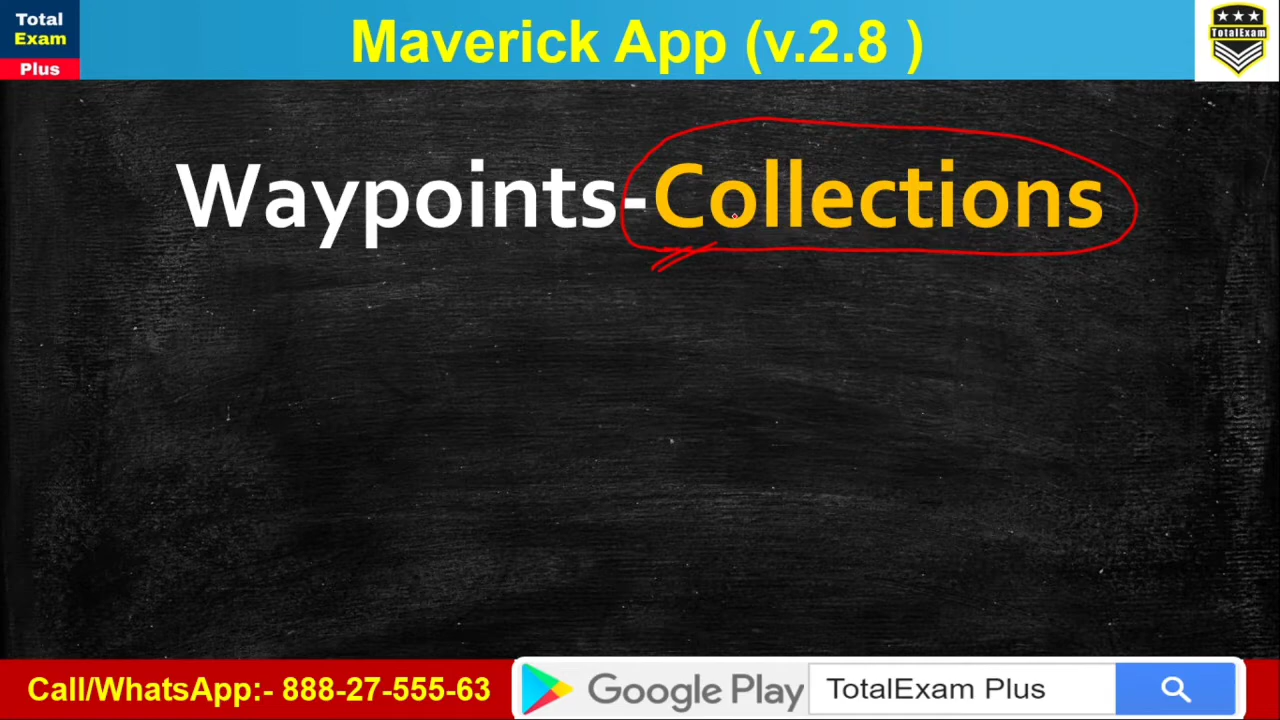 Total
Exam
Plus
Maverick App (v.2.8 )
TotalExam
Waypoints-Collections
Call/WhatsApp:- 888-27-555-63
Google Play
TotalExam Plus